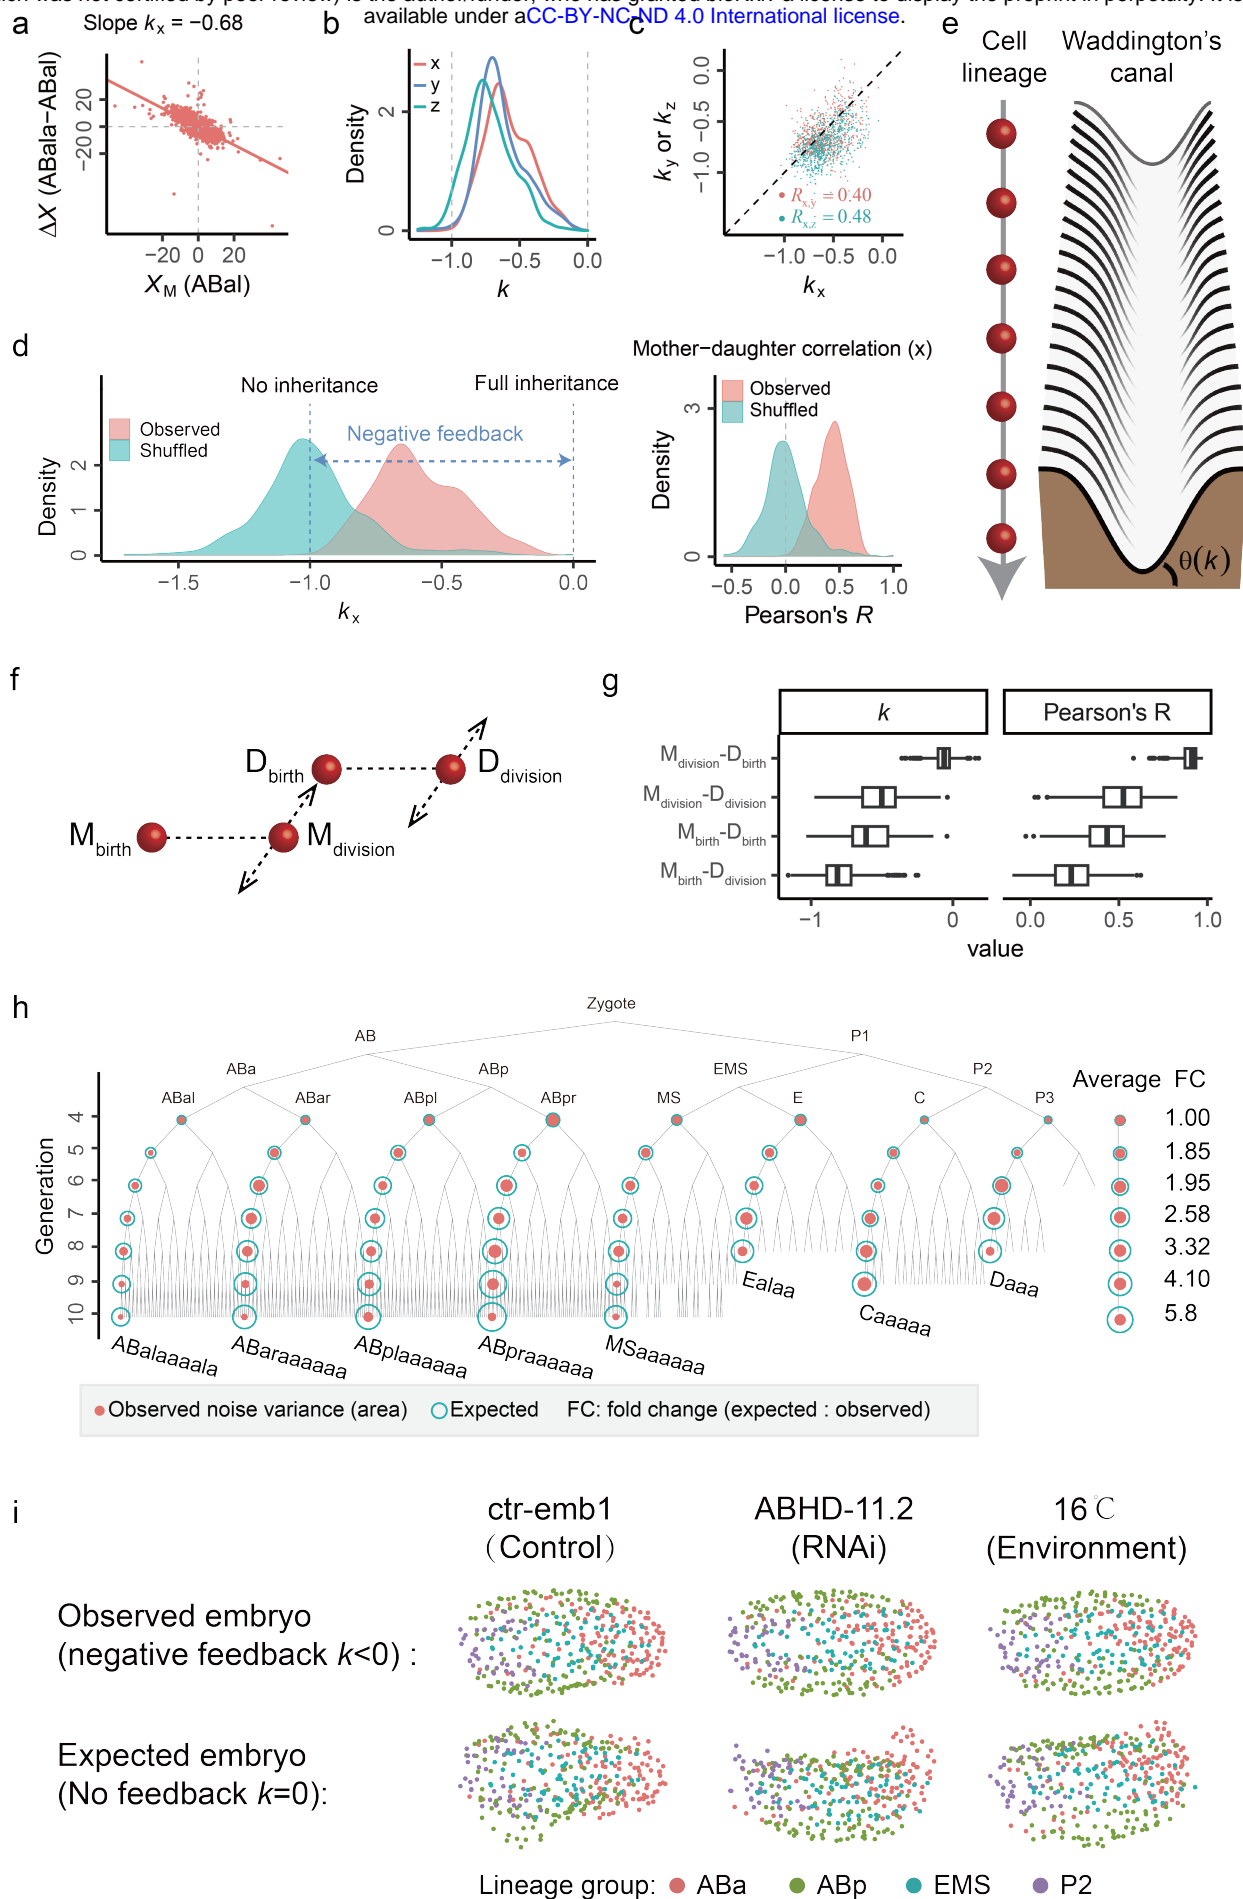 available under aCC-BY-NC-ND 4.0 International license.
a
Slope kx = −0.68
ΔX (ABala−ABal)
20
0
−20
−20 0 20
XM (ABal)
b
x
y
z
Density
2
0
−1.0 −0.5 0.0
k
c
ky or kz
0.0
−0.5
−1.0
Rx,y = 0.40
Rx,z = 0.48
−1.0 −0.5 0.0
kx
e
Cell lineage
Waddington's canal
θ(k)
d
No inheritance
Full inheritance
Observed
Shuffled
Negative feedback
Density
2
1
0
−1.5 −1.0 −0.5 0.0
kx
Mother−daughter correlation (x)
Observed
Shuffled
Density
3
0
−0.5 0.0 0.5 1.0
Pearson's R
f
Dbirth
Ddivision
Mbirth
Mdivision
g
k
Pearson's R
Mdivision-Dbirth
Mdivision-Ddivision
Mbirth-Dbirth
Mbirth-Ddivision
−1 0
0.0 0.5 1.0
value
h
Zygote
AB P1
ABa ABp EMS P2
ABal ABar ABpl ABpr MS E C P3
Average FC
Generation
4 1.00
5 1.85
6 1.95
7 2.58
8 3.32
9 4.10
10 5.8
Ealaa
Daaa
Caaaaa
ABalaaaala
ABaraaaaaa
ABplaaaaaa
ABpraaaaaa
MSaaaaaa
Observed noise variance (area) Expected FC: fold change (expected : observed)
i
ctr-emb1 (Control)
ABHD-11.2 (RNAi)
16℃ (Environment)
Observed embryo
(negative feedback k<0) :
Expected embryo
(No feedback k=0):
Lineage group: ABa ABp EMS P2